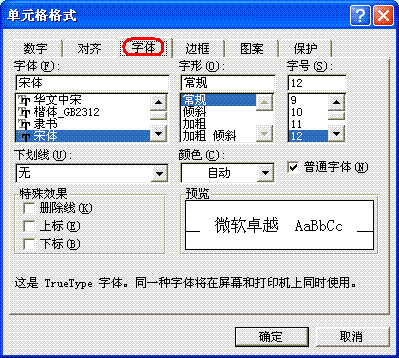 单元格格式
数字 对齐 字体 边框 图案 保护
字体(F): 字形(O): 字号(S):
宋体 常规 12
华文中宋 常规 9
楷体_GB2312 倾斜 10
隶书 加粗 11
宋体 加粗 倾斜 12
下划线(U): 颜色(C):
无 自动 普通字体(N)
特殊效果 预览
删除线(K)
上标(E) 微软卓越 AaBbCc
下标(B)
这是 TrueType 字体。同一种字体将在屏幕和打印机上同时使用。
确定 取消